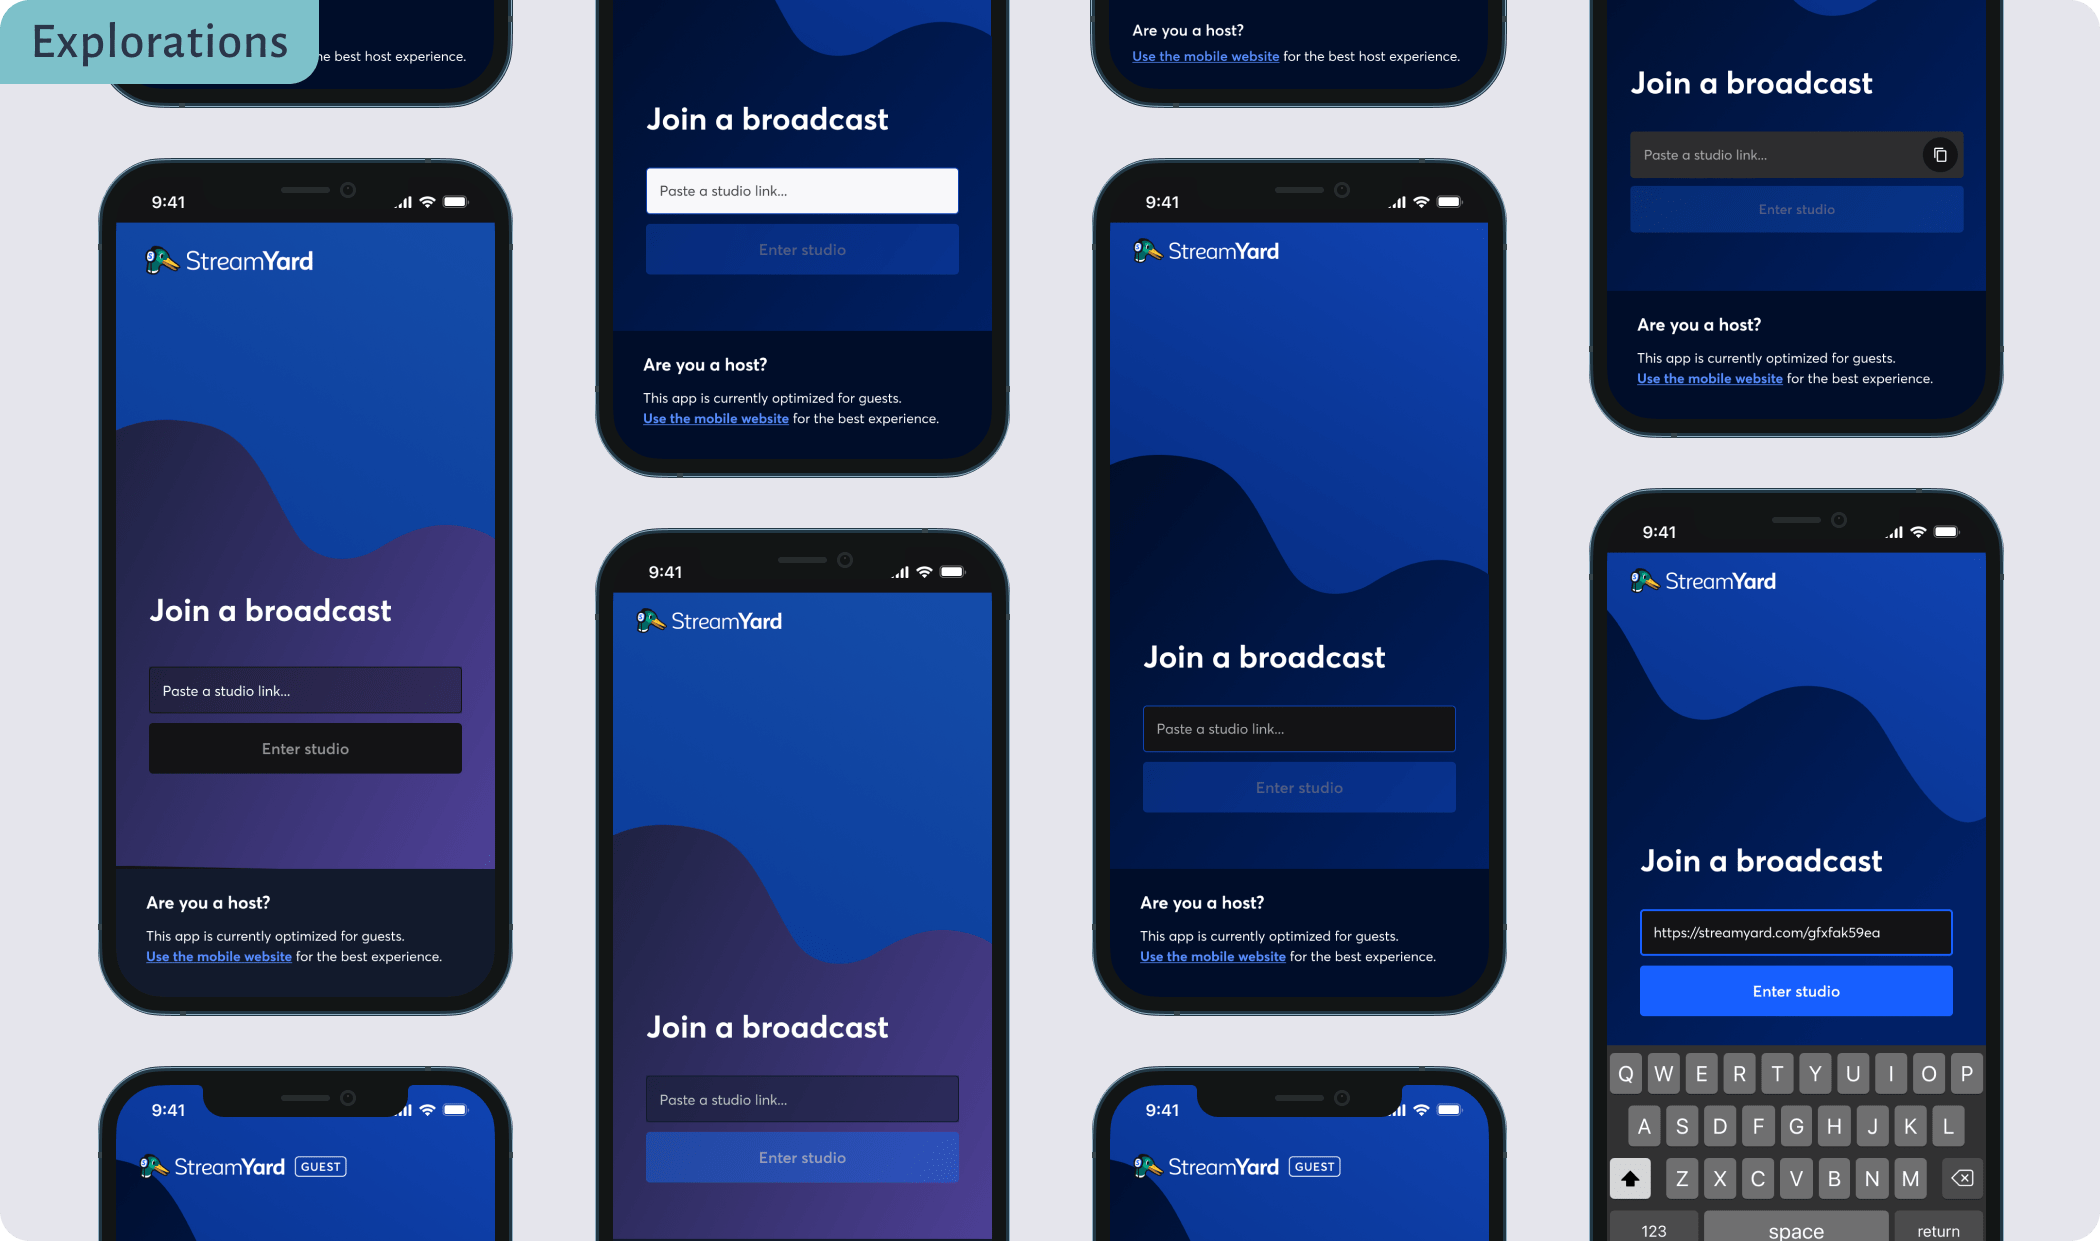 Explorations
he best host experience.
9:41
StreamYard
Join a broadcast
Paste a studio link...
Enter studio
Are you a host?
This app is currently optimized for guests.
Use the mobile website for the best experience.
9:41
StreamYard GUEST
Join a broadcast
Paste a studio link...
Enter studio
Are you a host?
This app is currently optimized for guests.
Use the mobile website for the best experience.
9:41
StreamYard
Join a broadcast
Paste a studio link...
Enter studio
Are you a host?
Use the mobile website for the best host experience.
9:41
StreamYard
Join a broadcast
Paste a studio link...
Enter studio
Are you a host?
This app is currently optimized for guests.
Use the mobile website for the best experience.
9:41
StreamYard GUEST
Join a broadcast
Paste a studio link...
Enter studio
Are you a host?
This app is currently optimized for guests.
Use the mobile website for the best experience.
9:41
StreamYard
Join a broadcast
https://streamyard.com/gfxfak59ea
Enter studio
Q W E R T Y U I O P
A S D F G H J K L
Z X C V B N M
123 space return